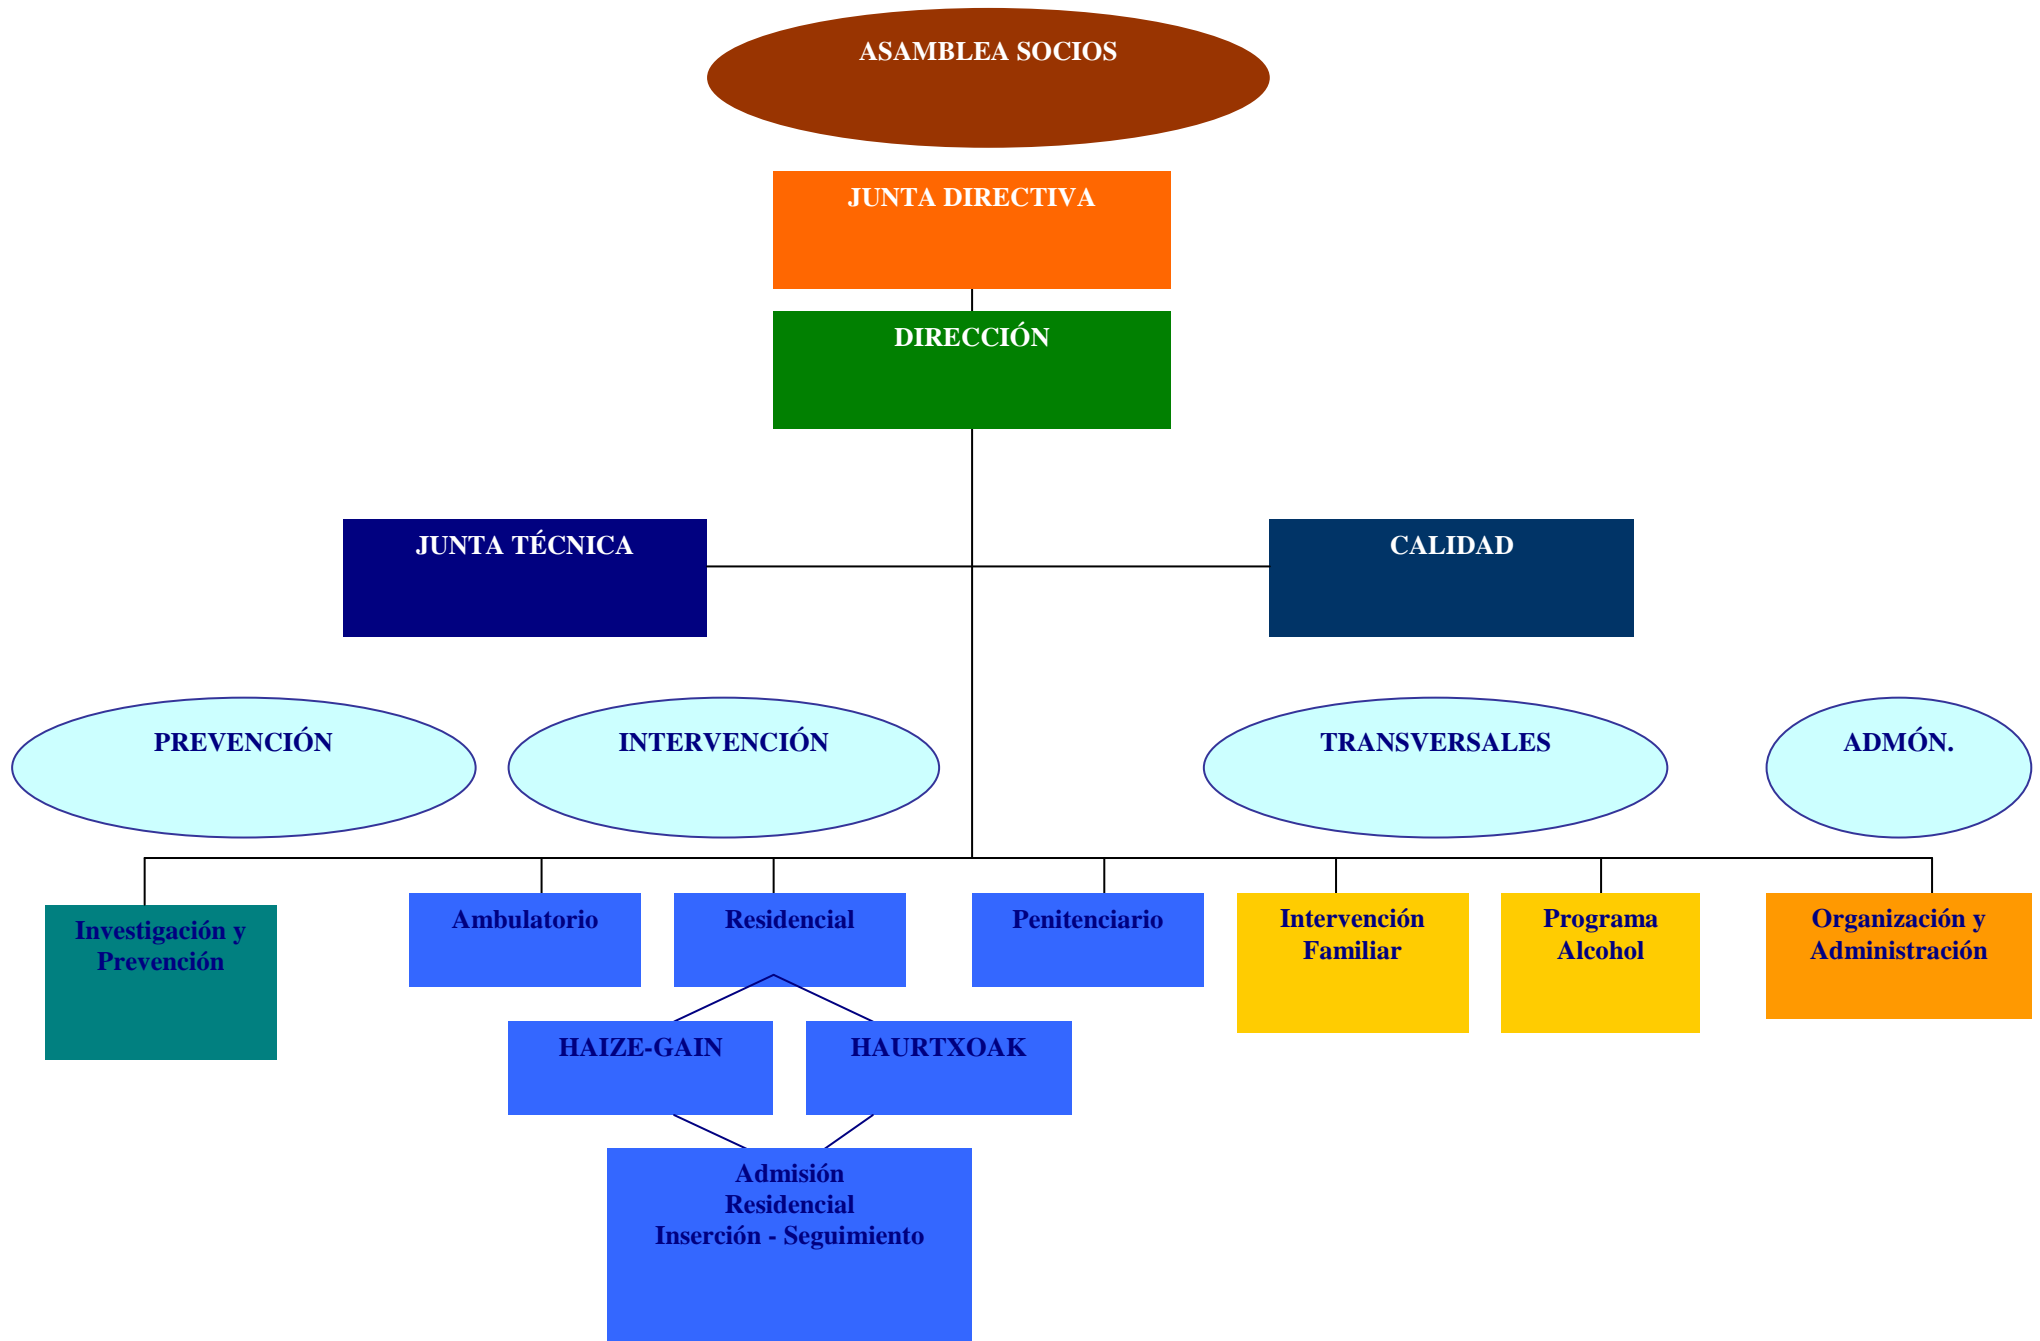 ASAMBLEA SOCIOS
JUNTA DIRECTIVA
DIRECCIÓN
JUNTA TÉCNICA
CALIDAD
PREVENCIÓN
INTERVENCIÓN
TRANSVERSALES
ADMÓN.
Investigación y
Prevención
Ambulatorio
Residencial
Penitenciario
Intervención
Familiar
Programa
Alcohol
Organización y
Administración
HAIZE-GAIN
HAURTXOAK
Admisión
Residencial
Inserción - Seguimiento